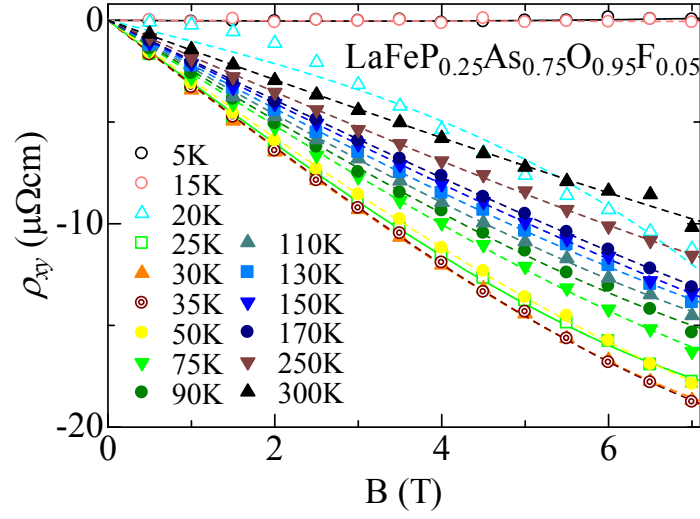 0
LaFeP0.25As0.75O0.95F0.05
5K
15K
20K
25K
30K
35K
50K
75K
90K
110K
130K
150K
170K
250K
300K
-10
-20
ρxy (μΩcm)
0 2 4 6
B (T)